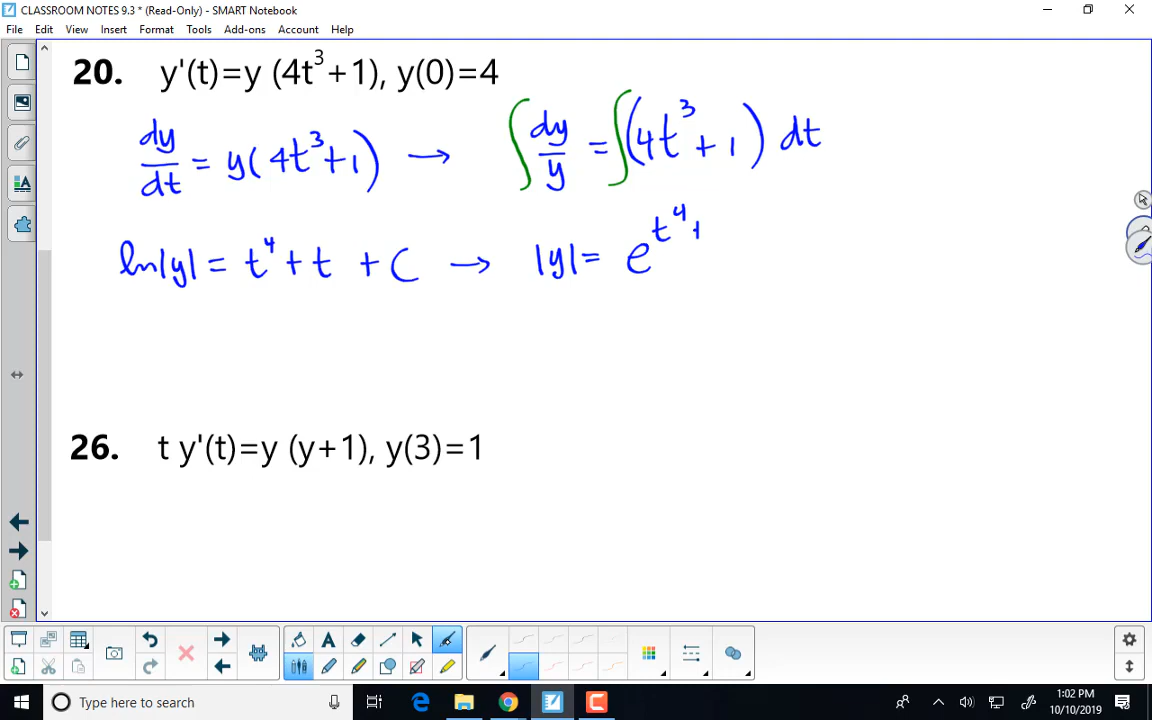 CLASSROOM NOTES 9.3 * (Read-Only) - SMART Notebook
File Edit View Insert Format Tools Add-ons Account Help
20. y'(t)=y (4t³+1), y(0)=4
dy/dt = y(4t³+1) → ∫ dy/y = ∫(4t³+1) dt
ln|y| = t⁴+t +C → |y|= e^t⁴+
26. t y'(t)=y (y+1), y(3)=1
Type here to search
1:02 PM
10/10/2019